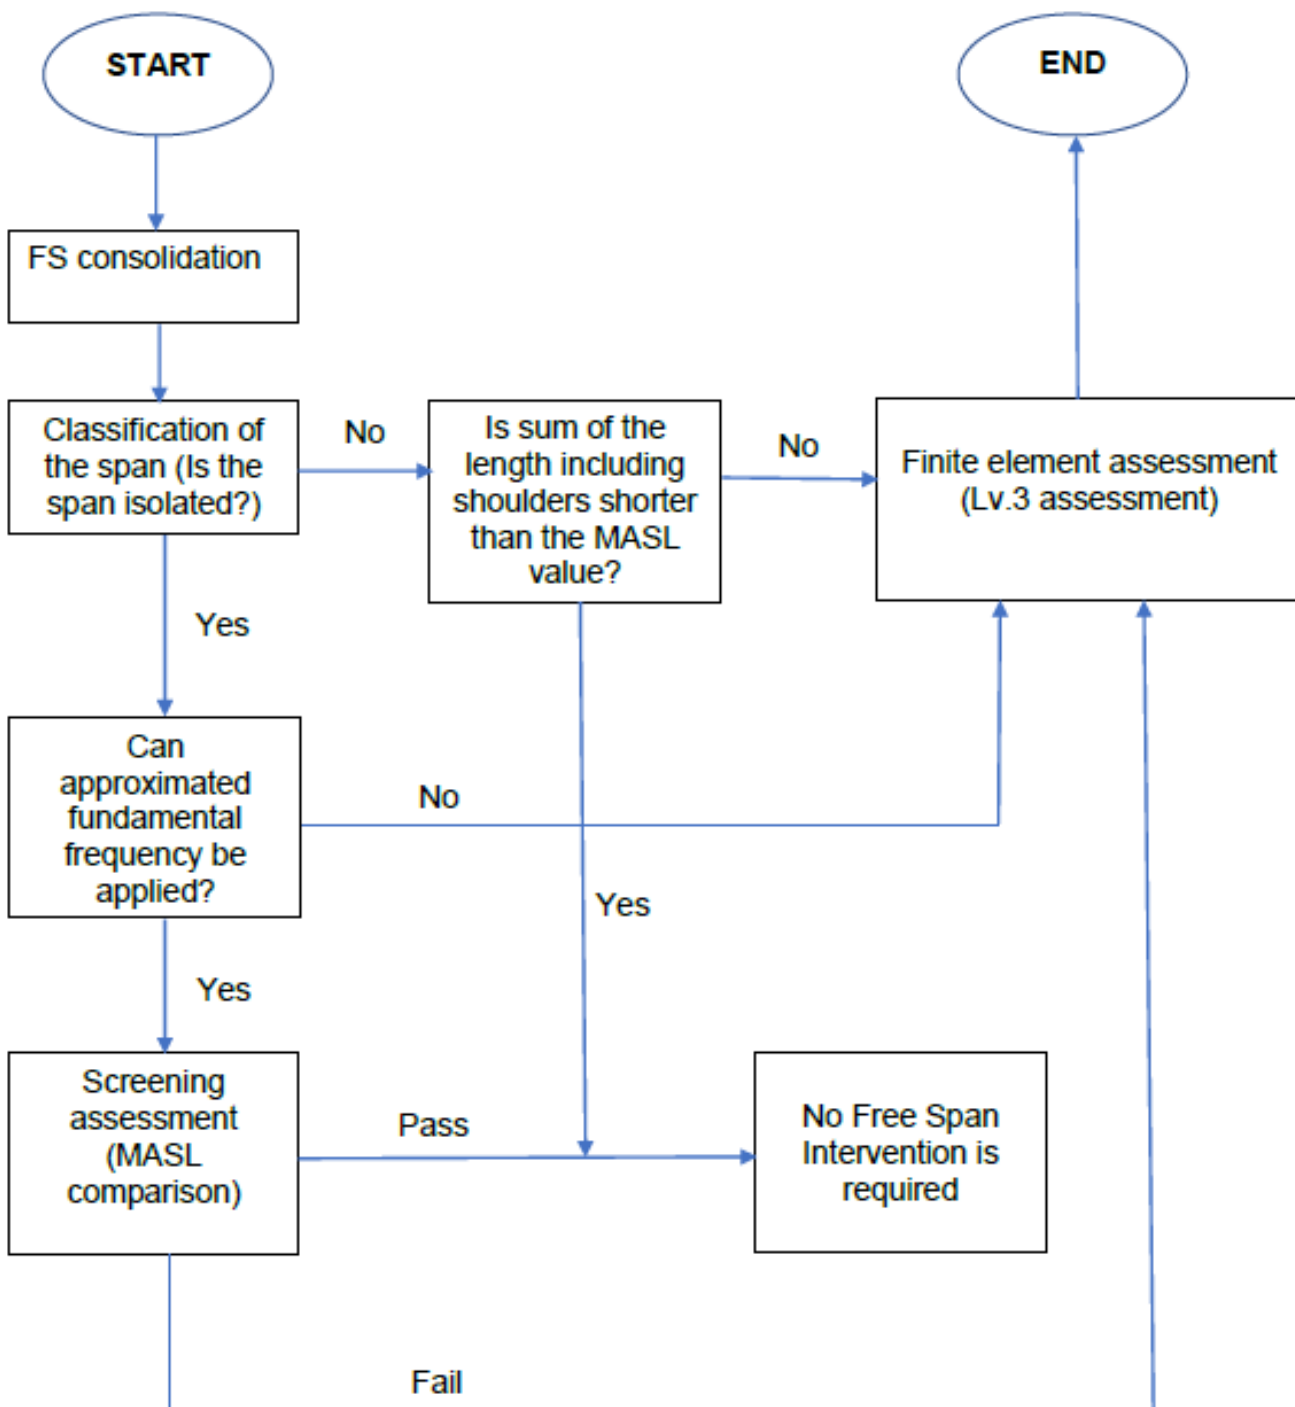 START
END
FS consolidation
Classification of
the span (Is the
span isolated?)
No
Is sum of the
length including
shoulders shorter
than the MASL
value?
No
Finite element assessment
(Lv.3 assessment)
Yes
Can
approximated
fundamental
frequency be
applied?
No
Yes
Yes
Screening
assessment
(MASL
comparison)
Pass
No Free Span
Intervention is
required
Fail